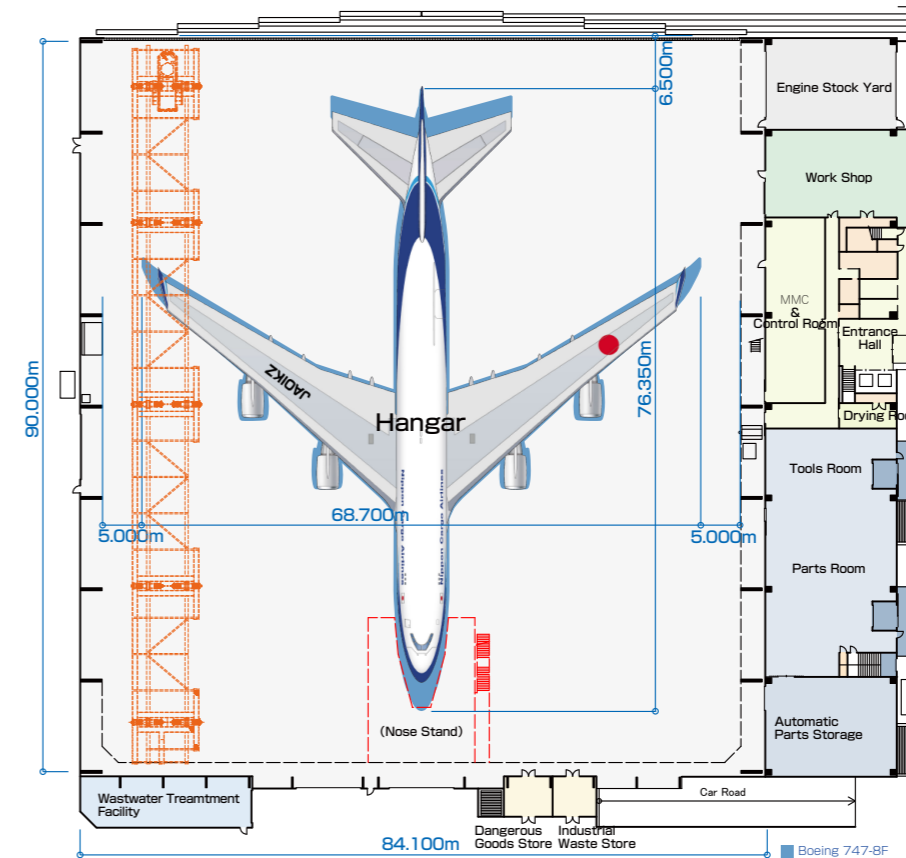 6.500m
Engine Stock Yard
Work Shop
MMC
&
Control Room
Entrance
Hall
76.350m
90.000m
JA01KZ
Hangar
Drying Roo
Tools Room
Nippon Cargo Airlines
Nippon Cargo Airlines
68.700m
5.000m
5.000m
Parts Room
(Nose Stand)
Automatic
Parts Storage
Wastwater Treamtment
Facility
Car Road
Dangerous
Goods Store
Industrial
Waste Store
84.100m
Boeing 747-8F